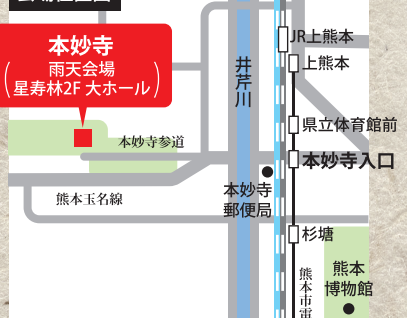 本妙寺
雨天会場
星寿林2F 大ホール
JR上熊本
上熊本
井芹川
県立体育館前
本妙寺参道
本妙寺入口
本妙寺
郵便局
熊本玉名線
杉塘
熊本
博物館
熊本市電